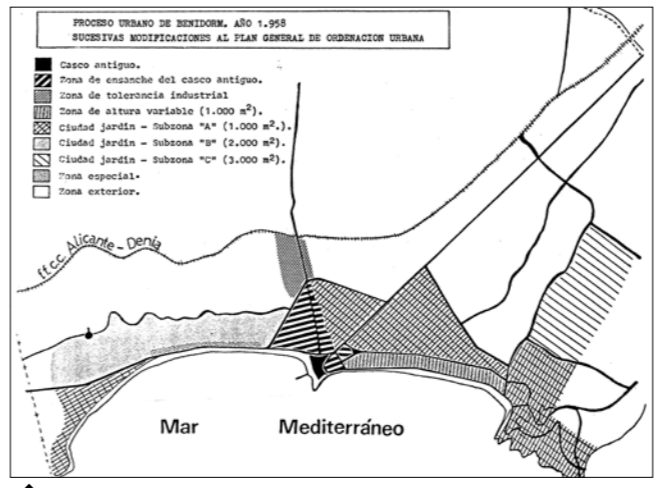 PROCESO URBANO DE BENIDORM. AÑO 1.958
SUCESIVAS MODIFICACIONES AL PLAN GENERAL DE ORDENACION URBANA
Casco antiguo.
Zona de ensanche del casco antiguo.
Zona de tolerancia industrial
Zona de altura variable (1.000 m²).
Ciudad jardin - Subzona "A" (1.000 m².).
Ciudad jardin - Subzona "B" (2.000 m²).
Ciudad jardin - Subzona "C" (3.000 m²).
Zona especial.
Zona exterior.
ff.cc. Alicante - Denia
Mar Mediterráneo